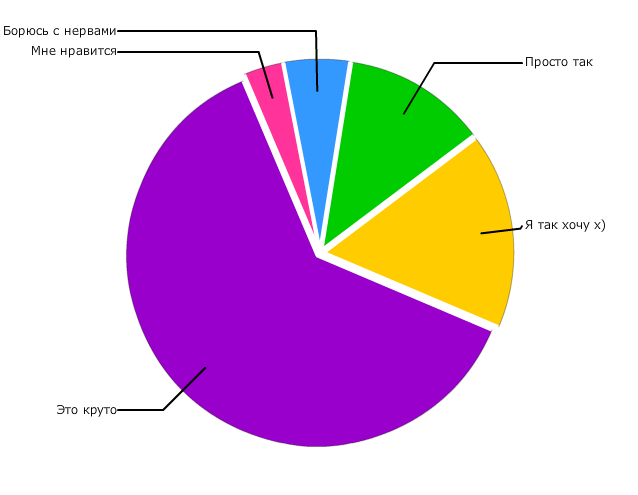 Борюсь с нервами
Мне нравится
Просто так
Я так хочу х)
Это круто